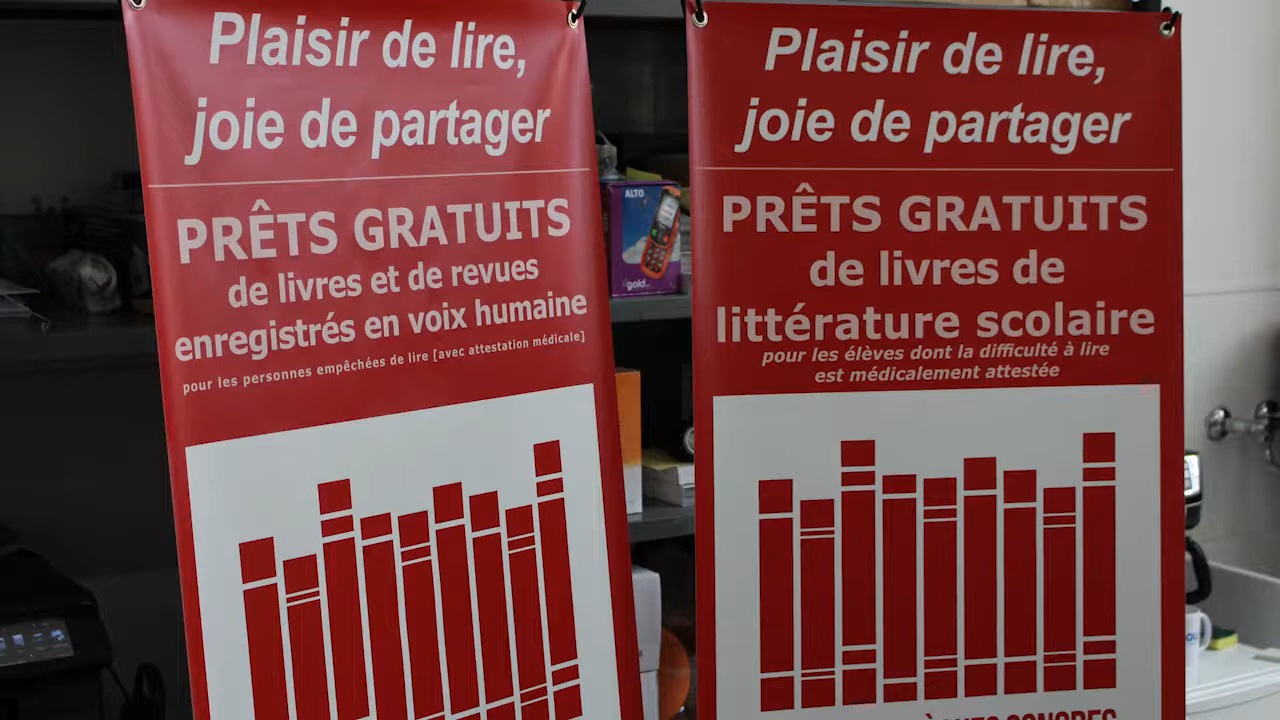 Plaisir de lire,
joie de partager
PRÊTS GRATUITS
de livres et de revues
enregistrés en voix humaine
pour les personnes empêchées de lire [avec attestation médicale]
ALTO
gold
Plaisir de lire,
joie de partager
PRÊTS GRATUITS
de livres de
littérature scolaire
pour les élèves dont la difficulté à lire
est médicalement attestée